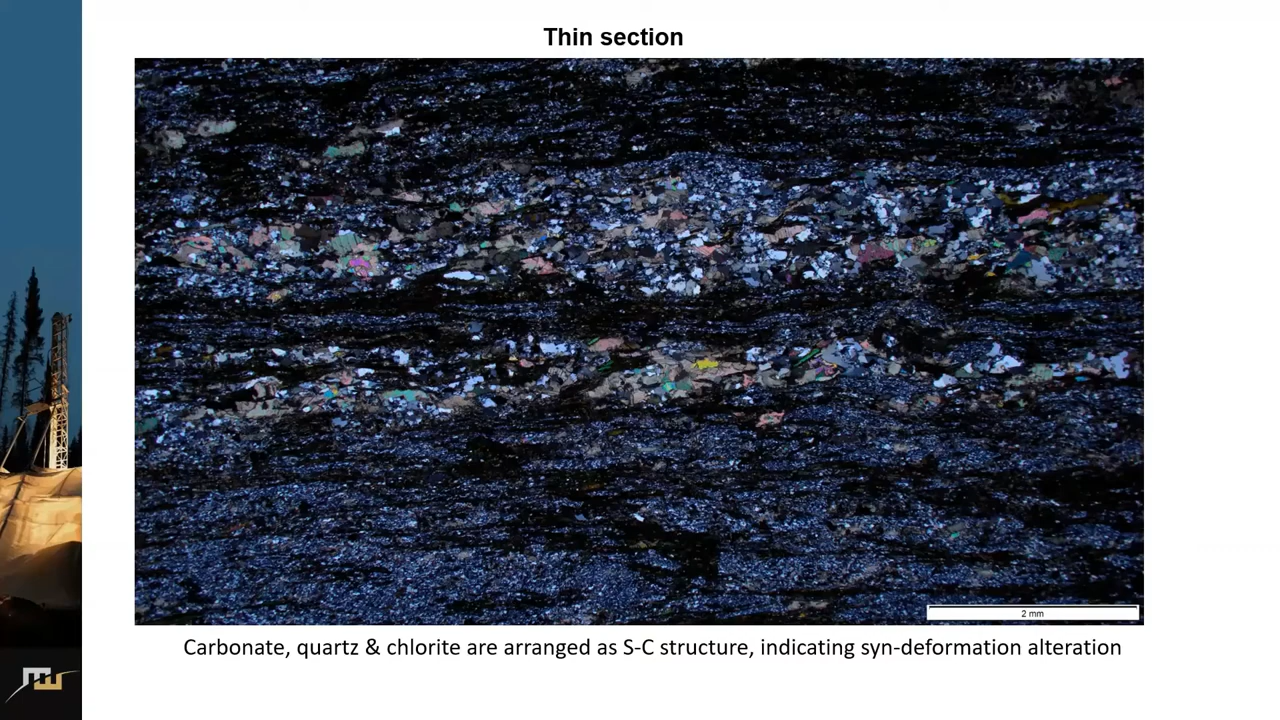 Thin section
2 mm
Carbonate, quartz & chlorite are arranged as S-C structure, indicating syn-deformation alteration